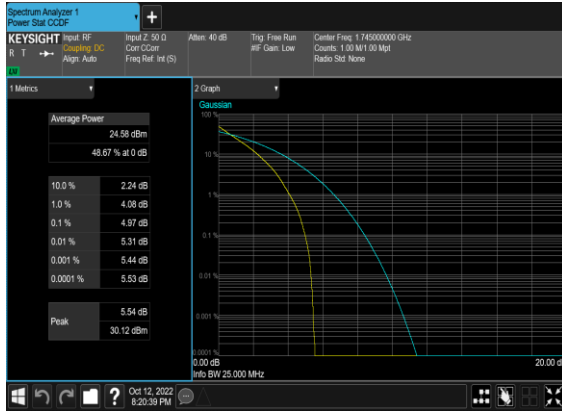 Spectrum Analyzer 1
Power Stat CCDF
+
KEYSIGHT
R T
LU
Input: RF
Coupling: DC
Align: Auto
Input Z: 50 Ω
Corr CCorr
Freq Ref: Int (S)
Atten: 40 dB
Trig: Free Run
#IF Gain: Low
Center Freq: 1.745000000 GHz
Counts: 1.00 M/1.00 Mpt
Radio Std: None
1 Metrics
Average Power
24.58 dBm
48.67 % at 0 dB
10.0 % 2.24 dB
1.0 % 4.08 dB
0.1 % 4.97 dB
0.01 % 5.31 dB
0.001 % 5.44 dB
0.0001 % 5.53 dB
Peak
5.54 dB
30.12 dBm
2 Graph
Gaussian
100 %
10 %
1 %
0.1 %
0.01 %
0.001 %
0.0001 %
0.00 dB
20.00 d
Info BW 25.000 MHz
?
Oct 12, 2022
8:20:39 PM